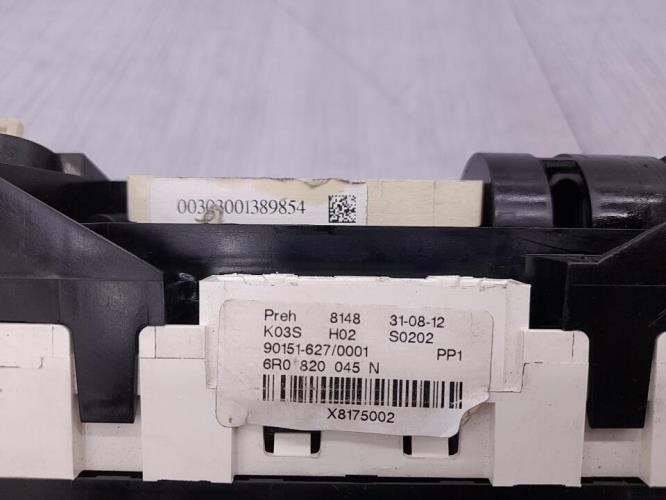 00303001389854
Preh 8148 31-08-12
K03S H02 S0202
90151-627/0001 PP1
6R0 820 045 N
X8175002